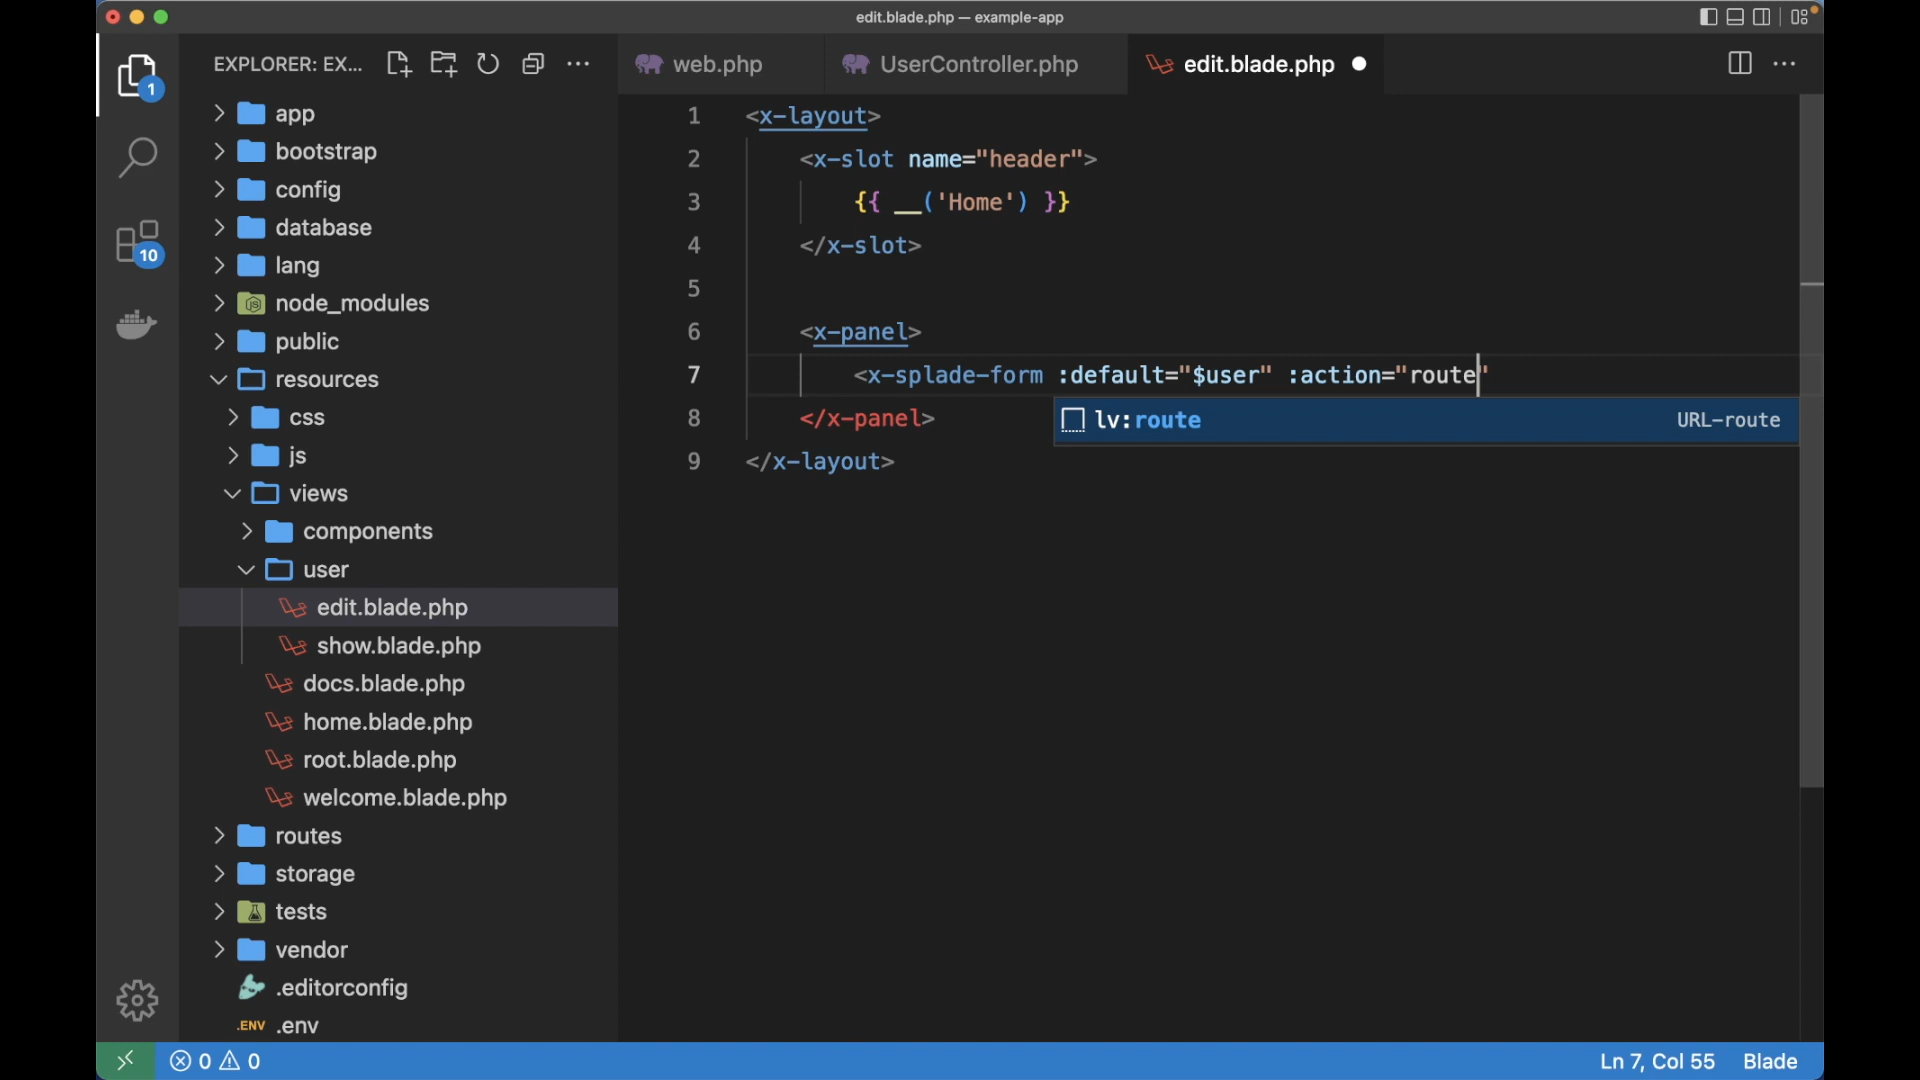 edit.blade.php — example-app
EXPLORER: EX...
web.php
UserController.php
edit.blade.php
1
10
app
bootstrap
config
database
lang
node_modules
public
resources
css
js
views
components
user
edit.blade.php
show.blade.php
docs.blade.php
home.blade.php
root.blade.php
welcome.blade.php
routes
storage
tests
vendor
.editorconfig
.ENV .env
1 <x-layout>
2 <x-slot name="header">
3 {{ __('Home') }}
4 </x-slot>
5
6 <x-panel>
7 <x-splade-form :default="$user" :action="route"
lv:route URL-route
8 </x-panel>
9 </x-layout>
0 0
Ln 7, Col 55 Blade